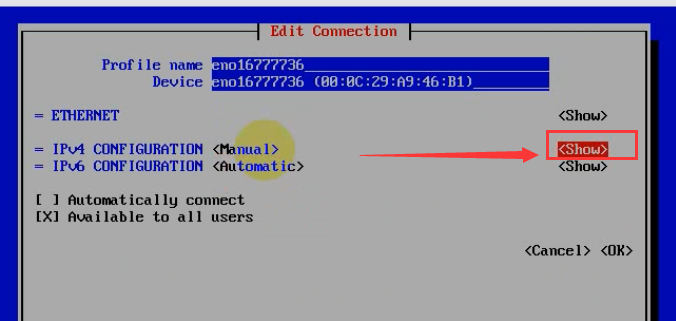 Edit Connection
Profile name eno16777736
Device eno16777736 (00:0C:29:A9:46:B1)
= ETHERNET <Show>
= IPv4 CONFIGURATION <Manual> <Show>
= IPv6 CONFIGURATION <Automatic> <Show>
[ ] Automatically connect
[X] Available to all users
<Cancel> <OK>